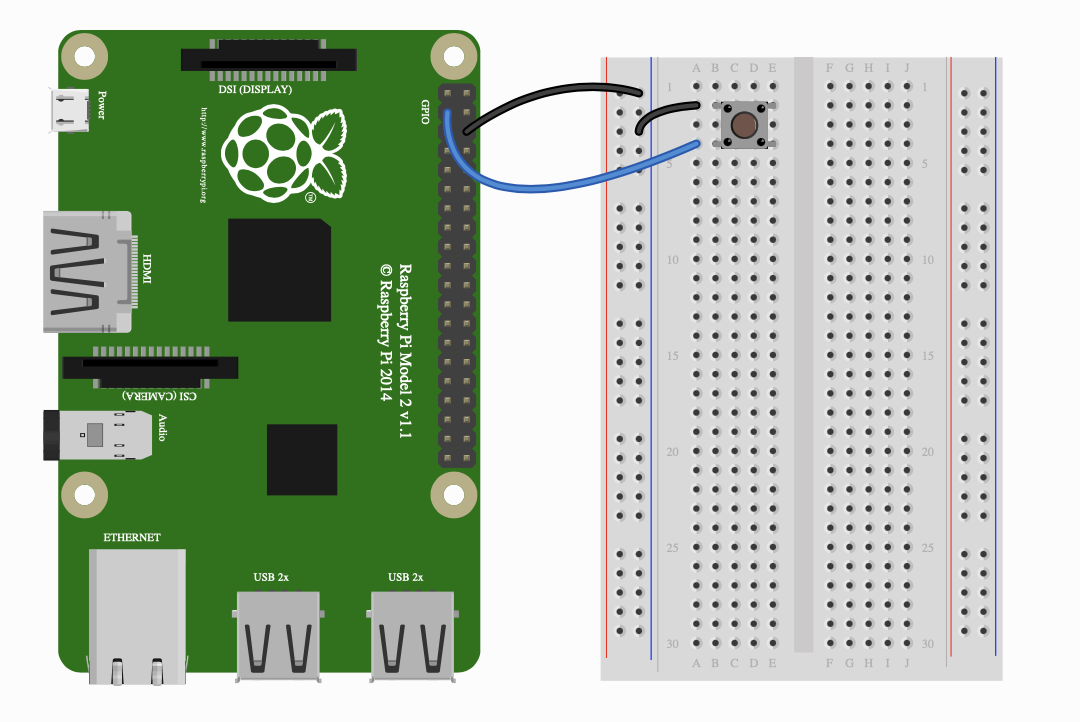 DSI (DISPLAY)
Power
GPIO
http://www.raspberrypi.org
TM
HDMI
Raspberry Pi Model 2 v1.1
© Raspberry Pi 2014
CSI (CAMERA)
Audio
ETHERNET
USB 2x
USB 2x
A B C D E F G H I J
1 1
5 5
10 10
15 15
20 20
25 25
30 30
A B C D E F G H I J